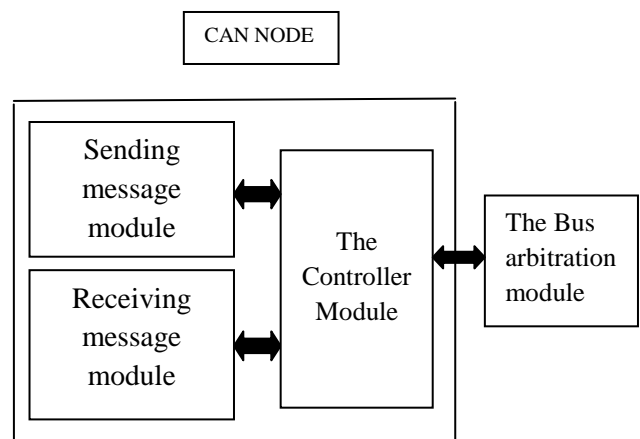 CAN NODE
Sending
message
module
Receiving
message
module
The
Controller
Module
The Bus
arbitration
module